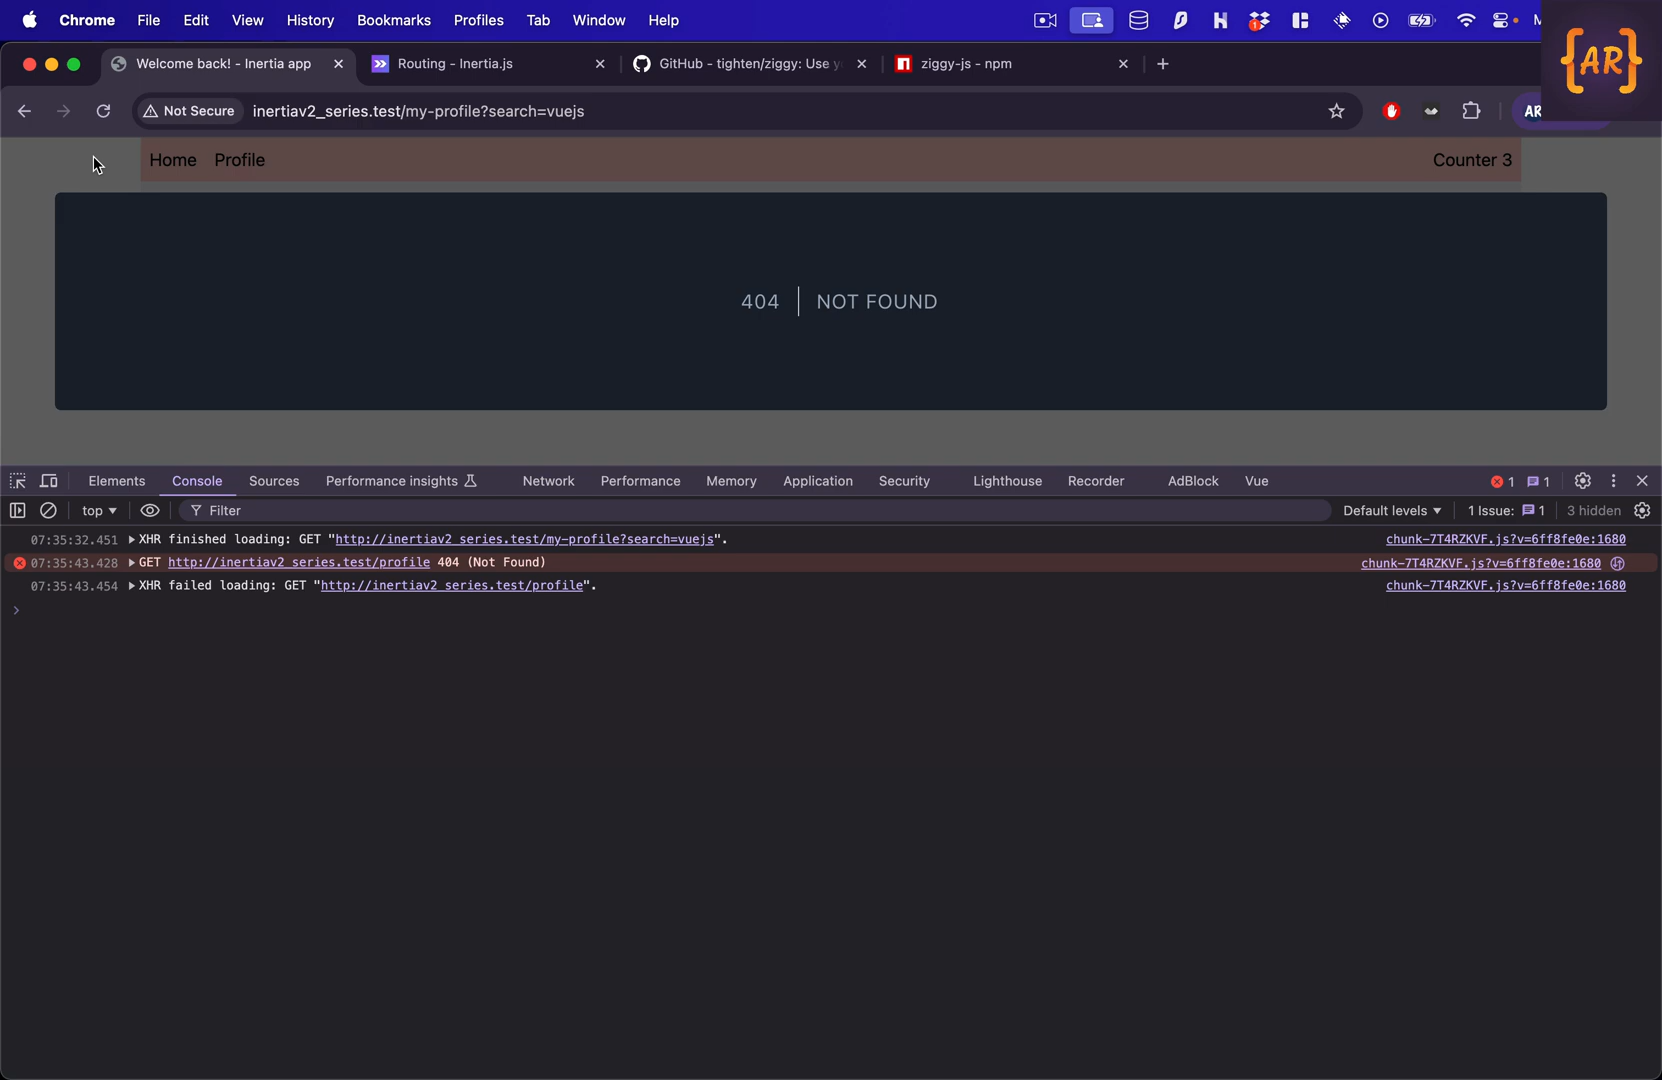 Chrome File Edit View History Bookmarks Profiles Tab Window Help
{AR}
Welcome back! - Inertia app Routing - Inertia.js GitHub - tighten/ziggy: Use ziggy-js - npm
Not Secure inertiav2_series.test/my-profile?search=vuejs AR
Home Profile Counter 3
404 NOT FOUND
Elements Console Sources Performance insights Network Performance Memory Application Security Lighthouse Recorder AdBlock Vue 1 1
top Filter Default levels 1 Issue: 1 3 hidden
07:35:32.451 XHR finished loading: GET "http://inertiav2_series.test/my-profile?search=vuejs". chunk-7T4RZKVF.js?v=6ff8fe0e:1680
07:35:43.428 GET http://inertiav2_series.test/profile 404 (Not Found) chunk-7T4RZKVF.js?v=6ff8fe0e:1680
07:35:43.454 XHR failed loading: GET "http://inertiav2_series.test/profile". chunk-7T4RZKVF.js?v=6ff8fe0e:1680